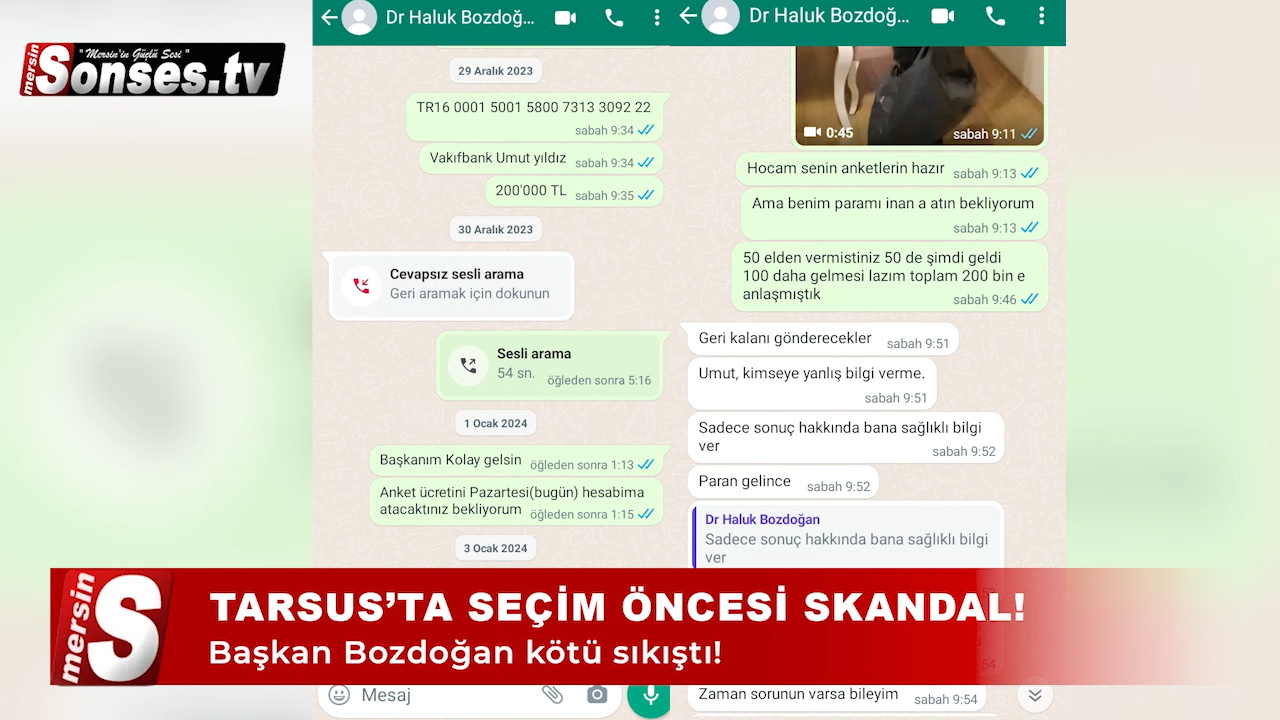 mersin
" Mersin'in Güçlü Sesi "
Sonses.tv
Dr Haluk Bozdoğ...
29 Aralık 2023
TR16 0001 5001 5800 7313 3092 22
sabah 9:34
Vakıfbank Umut yıldız sabah 9:34
200'000 TL sabah 9:35
30 Aralık 2023
Cevapsız sesli arama
Geri aramak için dokunun
Sesli arama
54 sn. öğleden sonra 5:16
1 Ocak 2024
Başkanım Kolay gelsin öğleden sonra 1:13
Anket ücretini Pazartesi(bugün) hesabima
atacaktınız bekliyorum öğleden sonra 1:15
3 Ocak 2024
Mesaj
Dr Haluk Bozdoğ...
0:45 sabah 9:11
Hocam senin anketlerin hazır sabah 9:13
Ama benim paramı inan a atın bekliyorum
sabah 9:13
50 elden vermistiniz 50 de şimdi geldi
100 daha gelmesi lazım toplam 200 bin e
anlaşmıştık sabah 9:46
Geri kalanı gönderecekler sabah 9:51
Umut, kimseye yanlış bilgi verme.
sabah 9:51
Sadece sonuç hakkında bana sağlıklı bilgi
ver sabah 9:52
Paran gelince sabah 9:52
Dr Haluk Bozdoğan
Sadece sonuç hakkında bana sağlıklı bilgi
ver
Zaman sorunun varsa bileyim sabah 9:54
mersin S
TARSUS'TA SEÇİM ÖNCESİ SKANDAL!
Başkan Bozdoğan kötü sıkıştı!